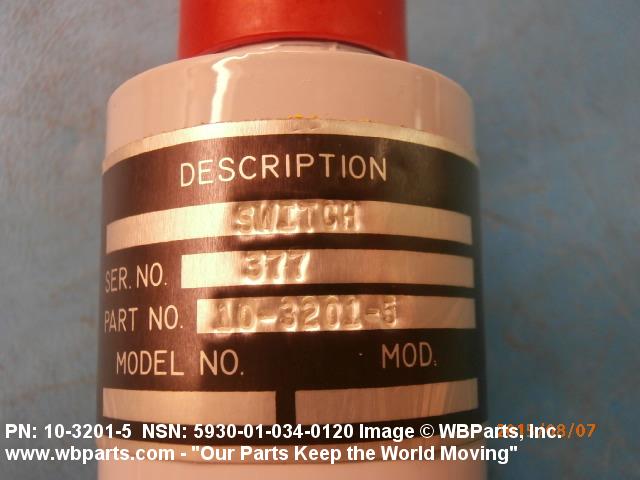 DESCRIPTION
SWITCH
SER. NO. 377
PART NO. 10-3201-5
MODEL NO. MOD.
PN: 10-3201-5 NSN: 5930-01-034-0120 Image © WBParts, Inc.
www.wbparts.com - "Our Parts Keep the World Moving"